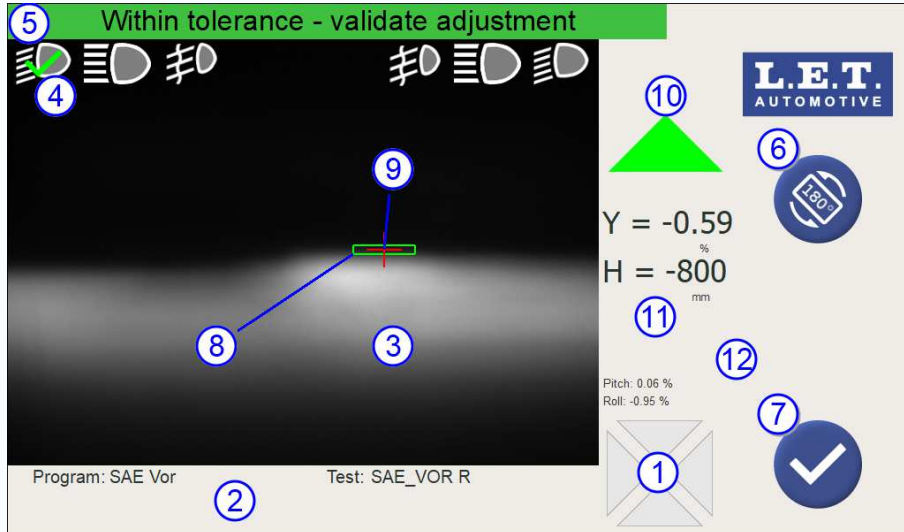 5
Within tolerance - validate adjustment
4
10
L.E.T.
AUTOMOTIVE
6
180°
9
Y = -0.59
%
H = -800
mm
8
3
11
12
Pitch: 0.06 %
Roll: -0.95 %
7
1
Program: SAE Vor
Test: SAE_VOR R
2